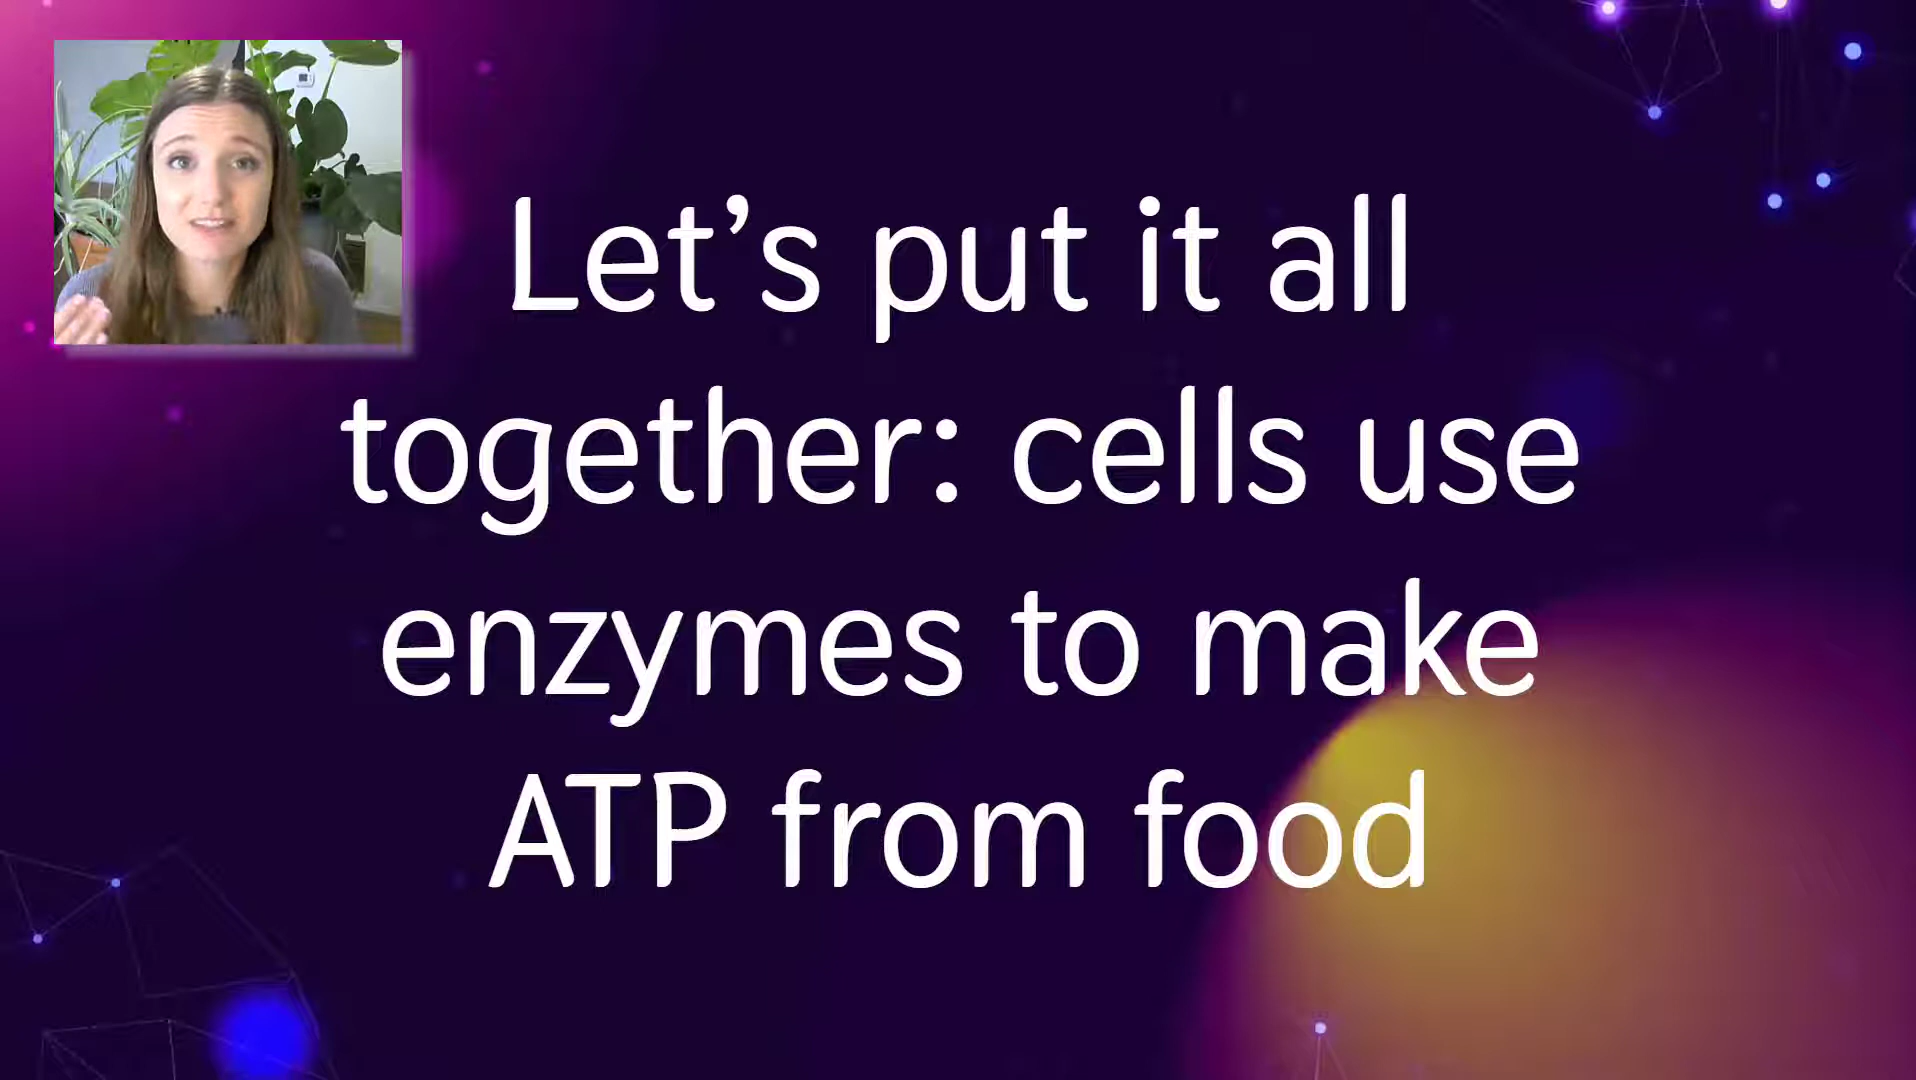 Let’s put it all
together: cells use
enzymes to make
ATP from food